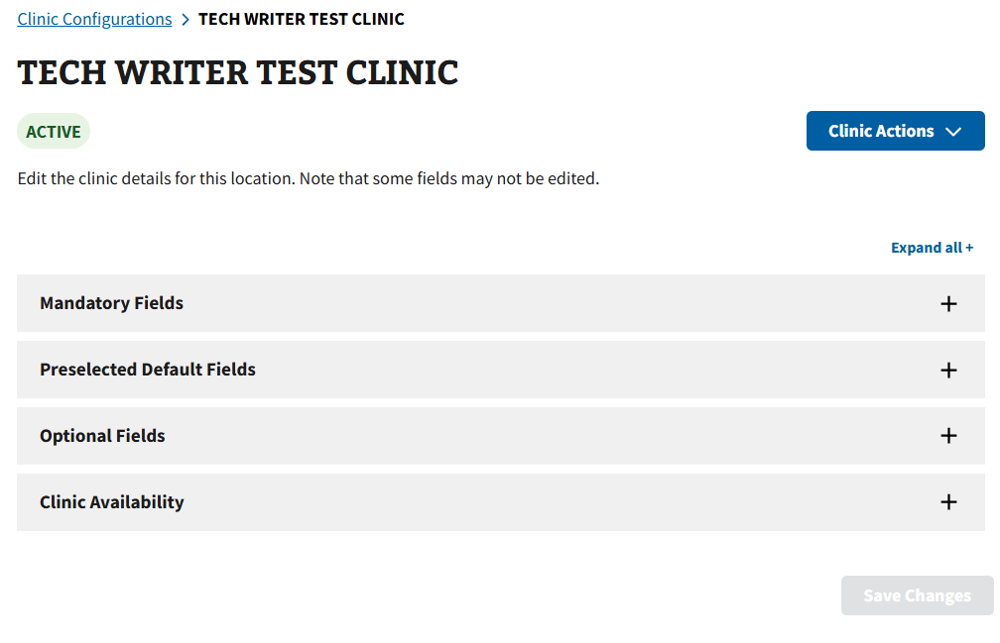 Clinic Configurations > TECH WRITER TEST CLINIC
TECH WRITER TEST CLINIC
ACTIVE
Clinic Actions
Edit the clinic details for this location. Note that some fields may not be edited.
Expand all +
Mandatory Fields +
Preselected Default Fields +
Optional Fields +
Clinic Availability +
Save Changes